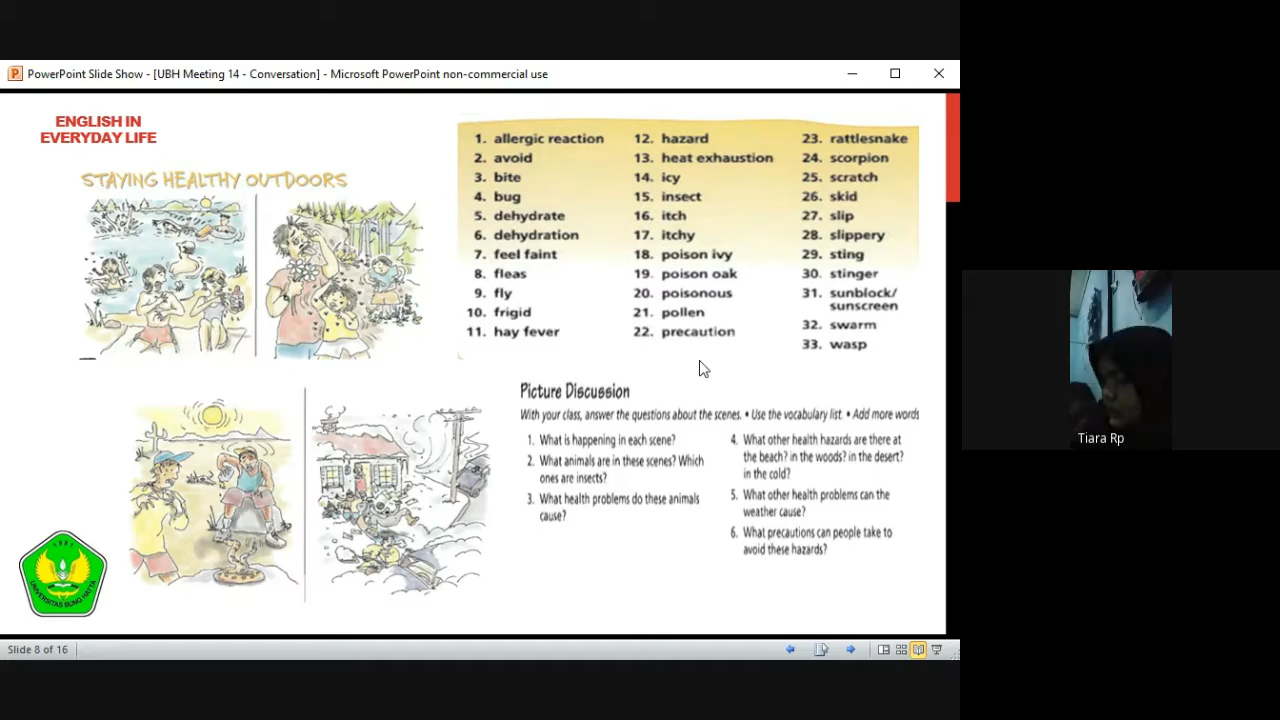 PowerPoint Slide Show - [UBH Meeting 14 - Conversation] - Microsoft PowerPoint non-commercial use
ENGLISH IN
EVERYDAY LIFE
STAYING HEALTHY OUTDOORS
1. allergic reaction
2. avoid
3. bite
4. bug
5. dehydrate
6. dehydration
7. feel faint
8. fleas
9. fly
10. frigid
11. hay fever
12. hazard
13. heat exhaustion
14. icy
15. insect
16. itch
17. itchy
18. poison ivy
19. poison oak
20. poisonous
21. pollen
22. precaution
23. rattlesnake
24. scorpion
25. scratch
26. skid
27. slip
28. slippery
29. sting
30. stinger
31. sunblock/
sunscreen
32. swarm
33. wasp
Picture Discussion
With your class, answer the questions about the scenes. • Use the vocabulary list. • Add more words
1. What is happening in each scene?
2. What animals are in these scenes? Which
ones are insects?
3. What health problems do these animals
cause?
4. What other health hazards are there at
the beach? in the woods? in the desert?
in the cold?
5. What other health problems can the
weather cause?
6. What precautions can people take to
avoid these hazards?
1981
UNIVERSITAS BUNG HATTA
Slide 8 of 16
Tiara Rp